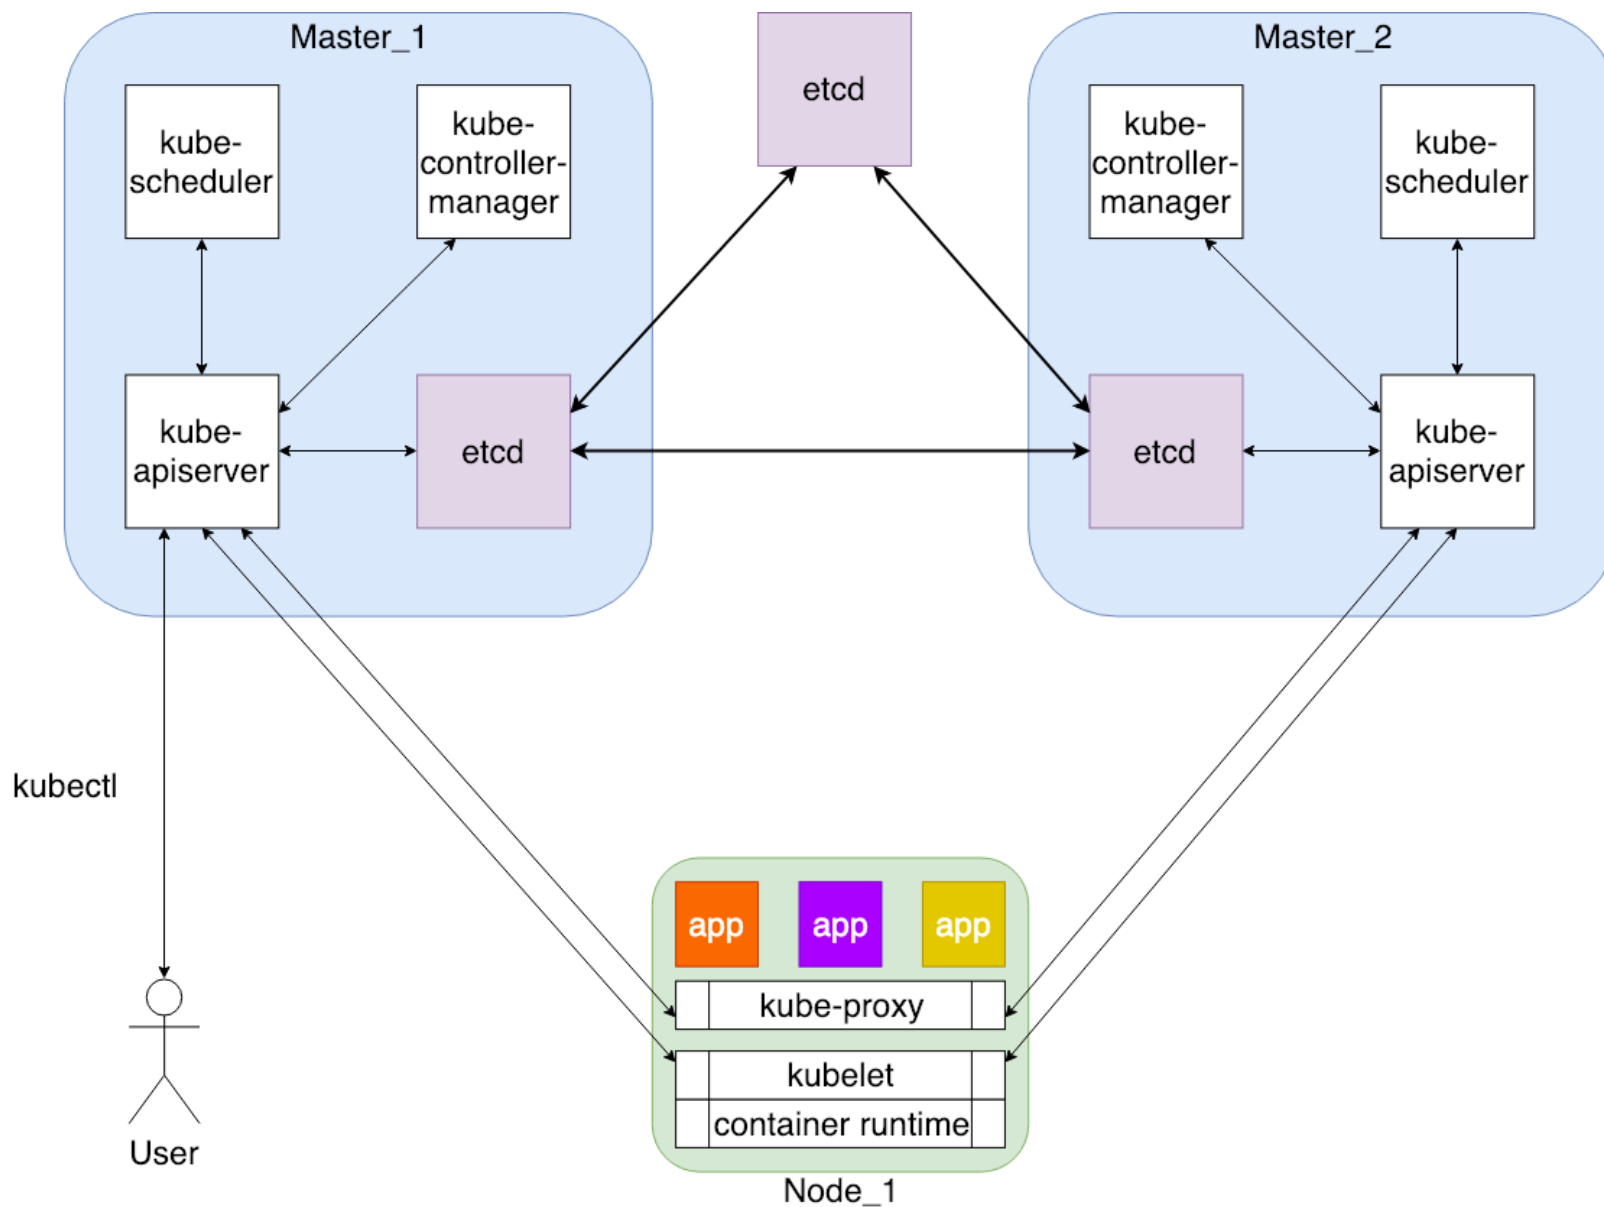 Master_1
kube-
scheduler
kube-
controller-
manager
kube-
apiserver
etcd
etcd
Master_2
kube-
controller-
manager
kube-
scheduler
etcd
kube-
apiserver
kubectl
User
app
app
app
kube-proxy
kubelet
container runtime
Node_1